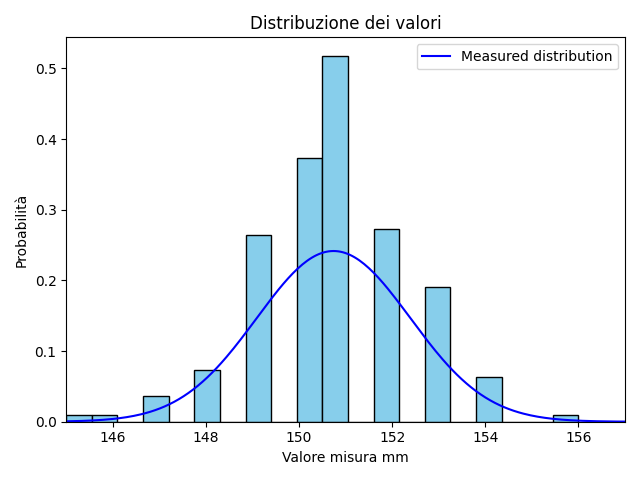 Distribuzione dei valori
Measured distribution
Probabilità
0.5
0.4
0.3
0.2
0.1
0.0
146 148 150 152 154 156
Valore misura mm